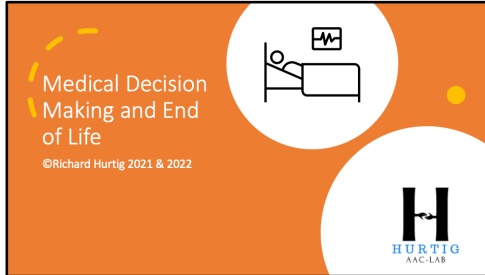 Medical Decision
Making and End
of Life
©Richard Hurtig 2021 & 2022
HURTIG
AAC-LAB